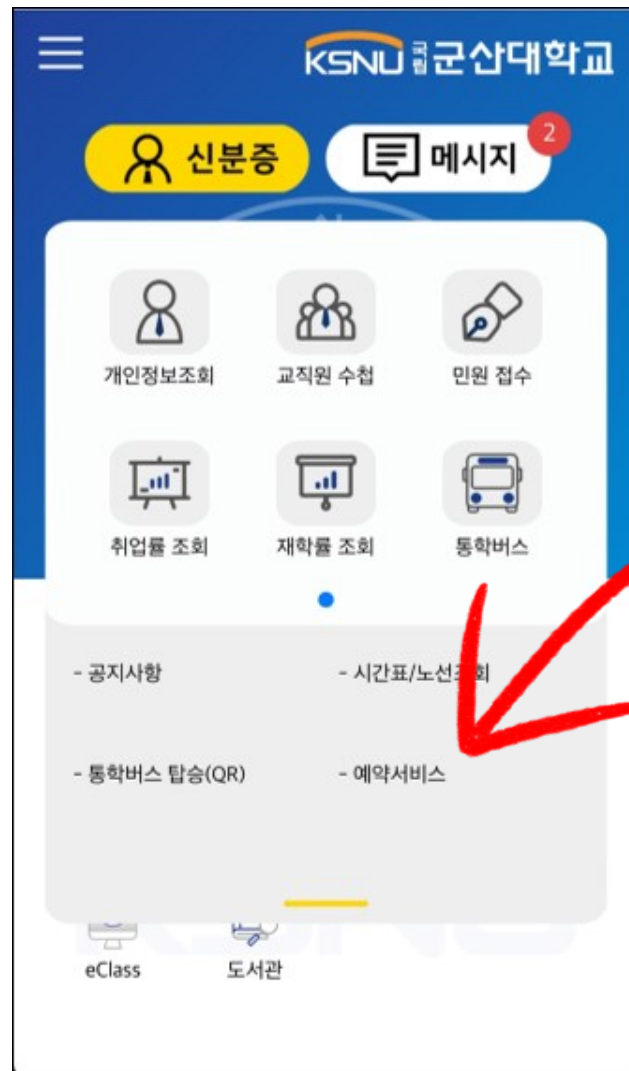 KSNU 국립 군산대학교
신분증 메시지 2
개인정보조회 교직원 수첩 민원 접수
취업률 조회 재학률 조회 통학버스
- 공지사항 - 시간표/노선조회
- 통학버스 탑승(QR) - 예약서비스
KSNU
eClass 도서관